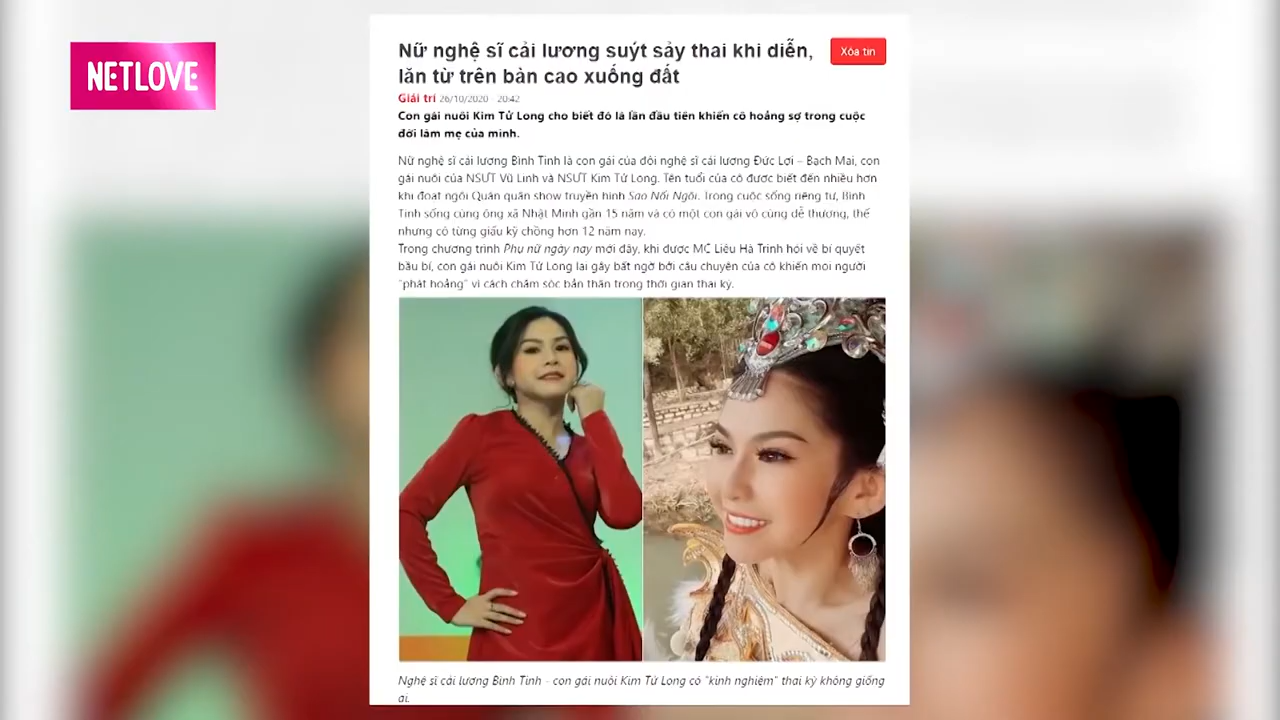 NETLOVE
Nữ nghệ sĩ cải lương suýt sảy thai khi diễn,
Xóa tin
lăn từ trên bàn cao xuống đất
Giải trí 26/10/2020 - 20:42
Con gái nuôi Kim Tử Long cho biết đó là lần đầu tiên khiến cô hoảng sợ trong cuộc
đời làm mẹ của mình.
Nữ nghệ sĩ cải lương Bình Tinh là con gái của đôi nghệ sĩ cải lương Đức Lợi – Bạch Mai, con
gái nuôi của NSƯT Vũ Linh và NSƯT Kim Tử Long. Tên tuổi của cô được biết đến nhiều hơn
khi đoạt ngôi Quán quân show truyền hình Sao Nối Ngôi. Trong cuộc sống riêng tư, Bình
Tinh sống cùng ông xã Nhật Minh gần 15 năm và có một con gái vô cùng dễ thương, thế
nhưng cô từng giấu kỹ chồng hơn 12 năm nay.
Trong chương trình Phụ nữ ngày nay mới đây, khi được MC Liêu Hà Trinh hỏi về bí quyết
bầu bí, con gái nuôi Kim Tử Long lại gây bất ngờ bởi câu chuyện của cô khiến mọi người
"phát hoảng" vì cách chăm sóc bản thân trong thời gian thai kỳ.
Nghệ sĩ cải lương Bình Tinh - con gái nuôi Kim Tử Long có "kinh nghiệm" thai kỳ không giống
ai.